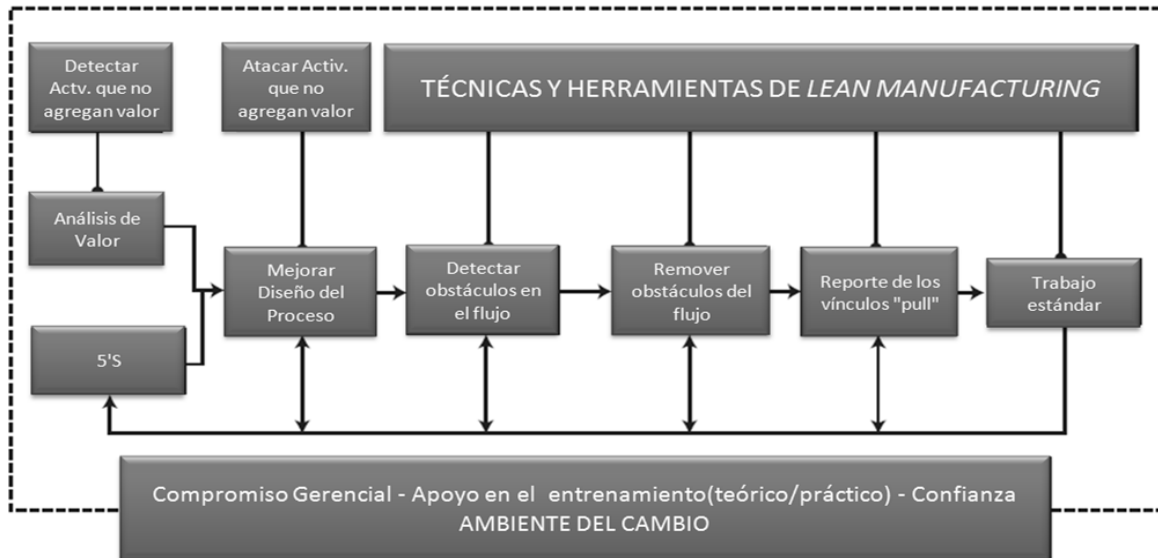 Detectar
Actv. que no
agregan valor
Atacar Activ.
que no
agregan valor
TÉCNICAS Y HERRAMIENTAS DE LEAN MANUFACTURING
Análisis de
Valor
Mejorar
Diseño del
Proceso
Detectar
obstáculos en
el flujo
Remover
obstáculos del
flujo
Reporte de los
vínculos "pull"
Trabajo
estándar
5'S
Compromiso Gerencial - Apoyo en el entrenamiento(teórico/práctico) - Confianza
AMBIENTE DEL CAMBIO